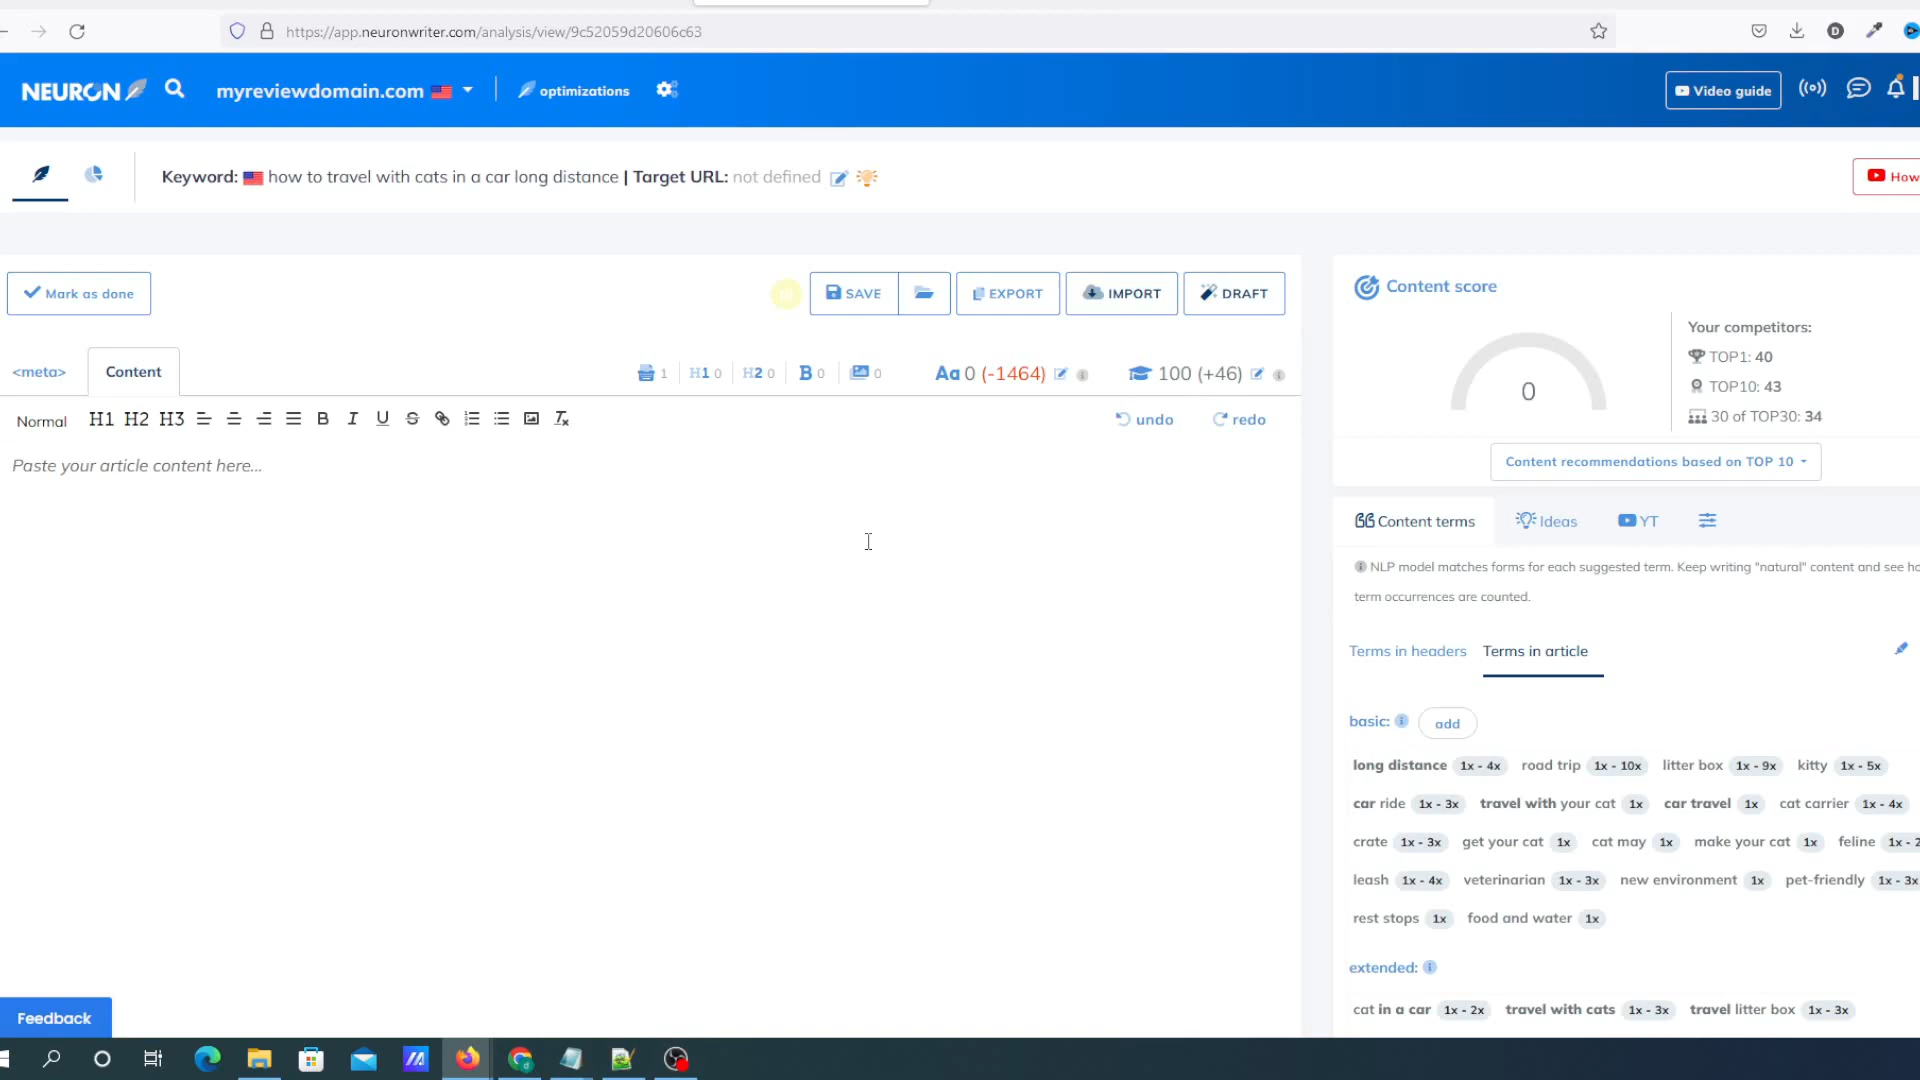 https://app.neuronwriter.com/analysis/view/9c52059d20606c63
NEURON myreviewdomain.com optimizations Video guide
Keyword: how to travel with cats in a car long distance | Target URL: not defined
How
Mark as done
SAVE EXPORT IMPORT DRAFT
<meta> Content 1 H1 0 H2 0 B 0 0 Aa 0 (-1464) 100 (+46)
Normal H1 H2 H3 B I U S undo redo
Paste your article content here...
Content score
0
Your competitors:
TOP1: 40
TOP10: 43
30 of TOP30: 34
Content recommendations based on TOP 10
Content terms Ideas YT
NLP model matches forms for each suggested term. Keep writing "natural" content and see ho
term occurrences are counted.
Terms in headers Terms in article
basic: add
long distance 1x - 4x road trip 1x - 10x litter box 1x - 9x kitty 1x - 5x
car ride 1x - 3x travel with your cat 1x car travel 1x cat carrier 1x - 4x
crate 1x - 3x get your cat 1x cat may 1x make your cat 1x feline 1x - 2
leash 1x - 4x veterinarian 1x - 3x new environment 1x pet-friendly 1x - 3x
rest stops 1x food and water 1x
extended:
cat in a car 1x - 2x travel with cats 1x - 3x travel litter box 1x - 3x
Feedback